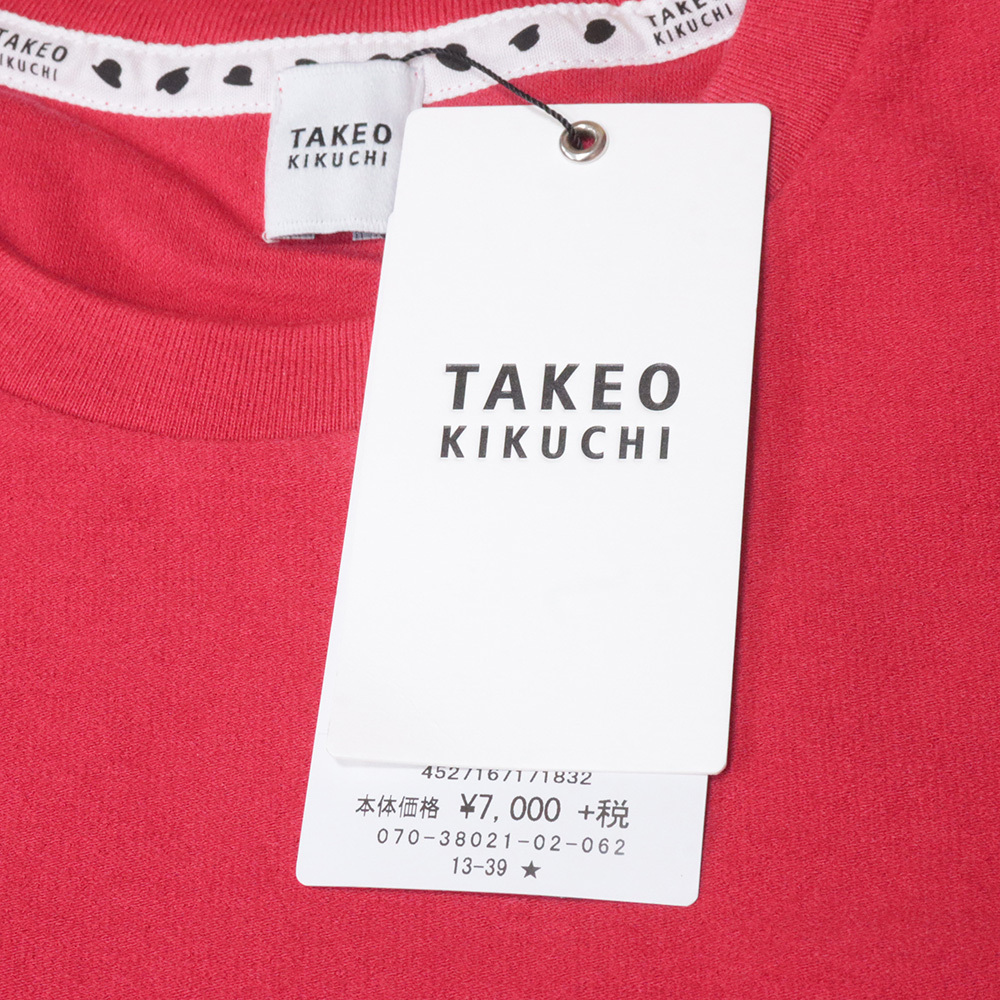 TAKEO
KIKUCHI
TAKEO
KIKUCHI
TAKEO
KIKUCHI
TAKEO
KIKUCHI
4527167171832
本体価格 ¥7,000 +税
070-38021-02-062
13-39 ★